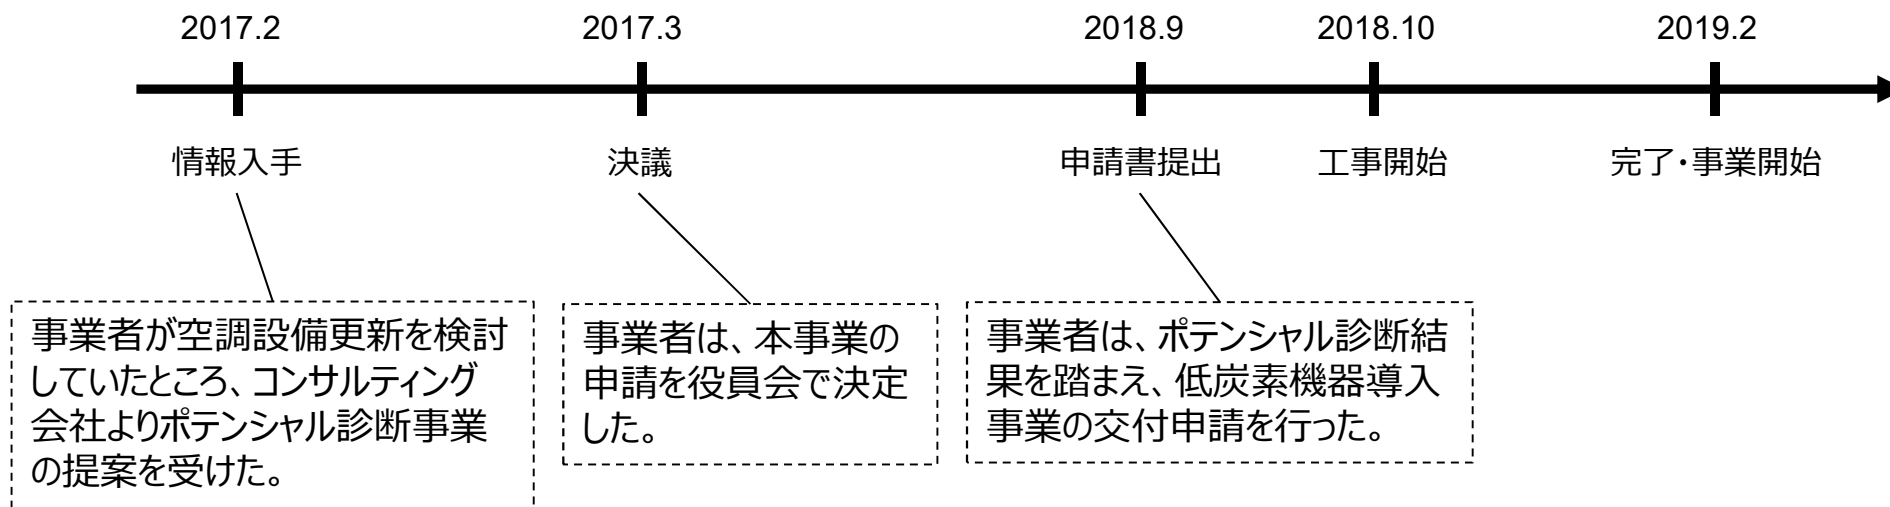 2017.2
2017.3
2018.9
2018.10
2019.2
情報入手
決議
申請書提出
工事開始
完了・事業開始
事業者が空調設備更新を検討
していたところ、コンサルティング
会社よりポテンシャル診断事業
の提案を受けた。
事業者は、本事業の
申請を役員会で決定
した。
事業者は、ポテンシャル診断結
果を踏まえ、低炭素機器導入
事業の交付申請を行った。